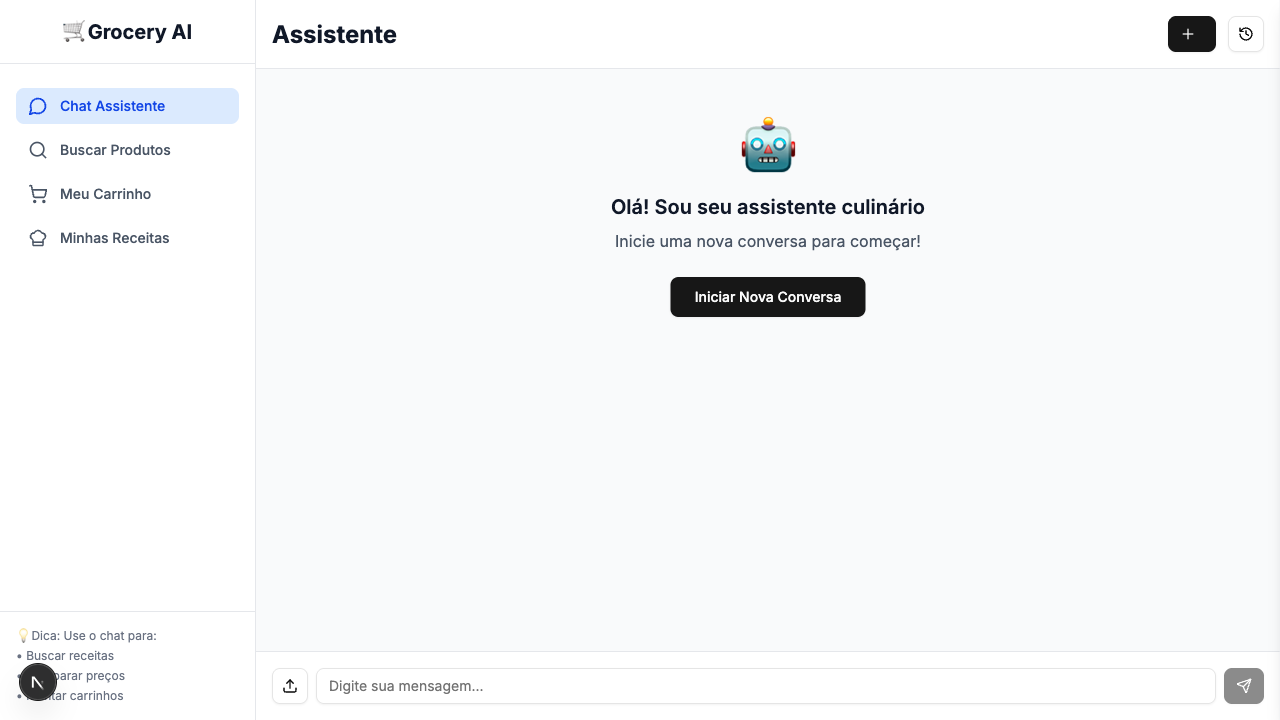 Grocery AI
Chat Assistente
Buscar Produtos
Meu Carrinho
Minhas Receitas
Dica: Use o chat para:
• Buscar receitas
parar preços
• tar carrinhos
Assistente
Olá! Sou seu assistente culinário
Inicie uma nova conversa para começar!
Iniciar Nova Conversa
Digite sua mensagem...